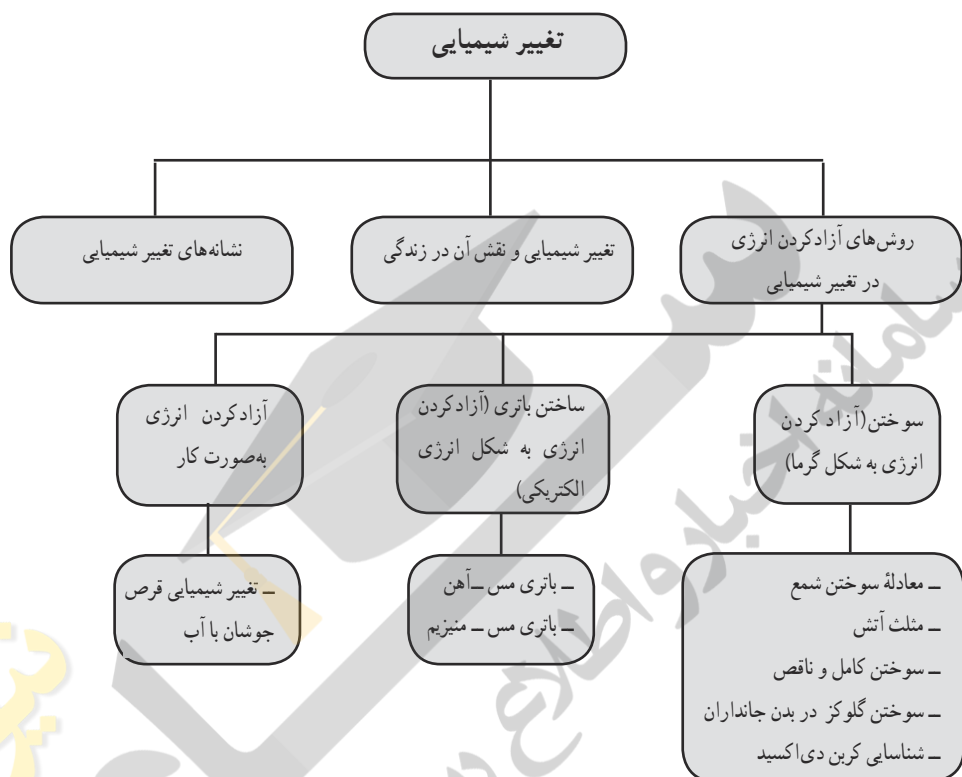 تغییر شیمیایی
روش‌های آزادکردن انرژی
در تغییر شیمیایی
تغییر شیمیایی و نقش آن در زندگی
نشانه‌های تغییر شیمیایی
سوختن (آزاد کردن
انرژی به شکل گرما)
ساختن باتری (آزادکردن
انرژی به شکل انرژی
الکتریکی)
آزادکردن انرژی
به‌صورت کار
ــ معادلهٔ سوختن شمع
ــ مثلث آتش
ــ سوختن کامل و ناقص
ــ سوختن گلوکز در بدن جانداران
ــ شناسایی کربن دی‌اکسید
ــ باتری مس ــ آهن
ــ باتری مس ــ منیزیم
ــ تغییر شیمیایی قرص
جوشان با آب